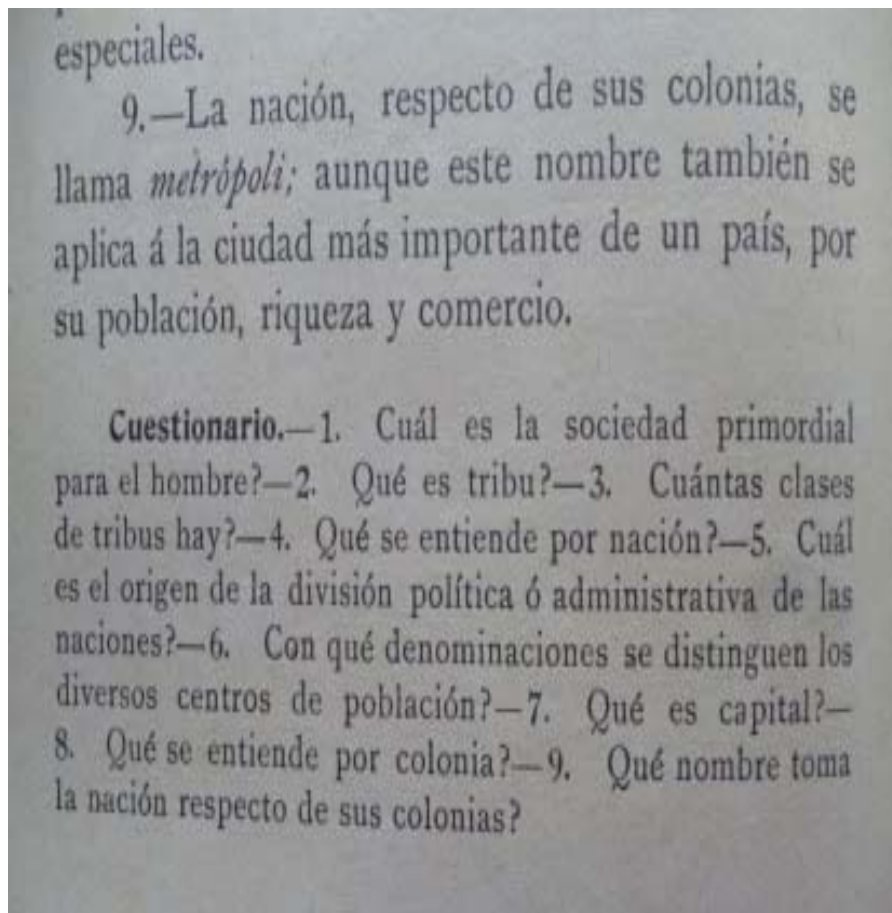 especiales.
9.—La nación, respecto de sus colonias, se
llama metrópoli; aunque este nombre también se
aplica á la ciudad más importante de un país, por
su población, riqueza y comercio.
Cuestionario.—1. Cuál es la sociedad primordial
para el hombre?—2. Qué es tribu?—3. Cuántas clases
de tribus hay?—4. Qué se entiende por nación?—5. Cuál
es el origen de la división política ó administrativa de las
naciones?—6. Con qué denominaciones se distinguen los
diversos centros de población?—7. Qué es capital?—
8. Qué se entiende por colonia?—9. Qué nombre toma
la nación respecto de sus colonias?